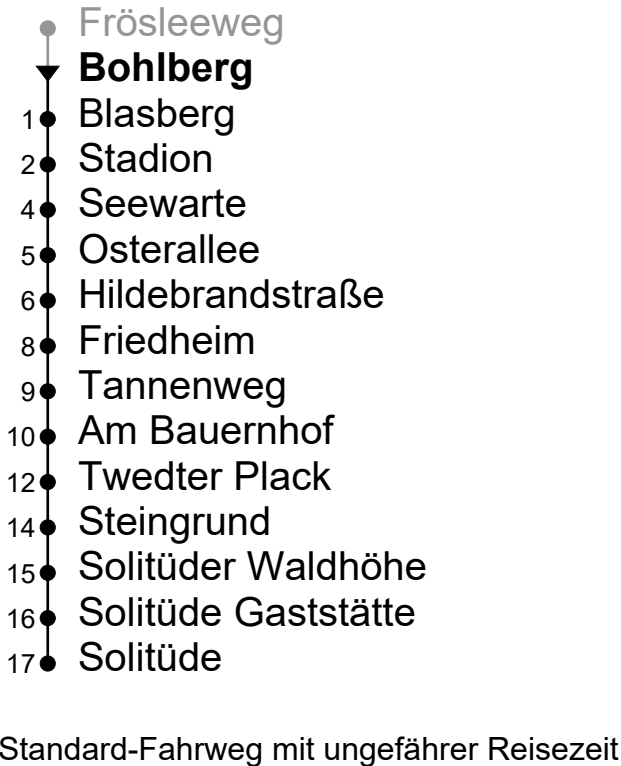 Frösleeweg
Bohlberg
1 Blasberg
2 Stadion
4 Seewarte
5 Osterallee
6 Hildebrandstraße
8 Friedheim
9 Tannenweg
10 Am Bauernhof
12 Twedter Plack
14 Steingrund
15 Solitüder Waldhöhe
16 Solitüde Gaststätte
17 Solitüde
Standard-Fahrweg mit ungefährer Reisezeit